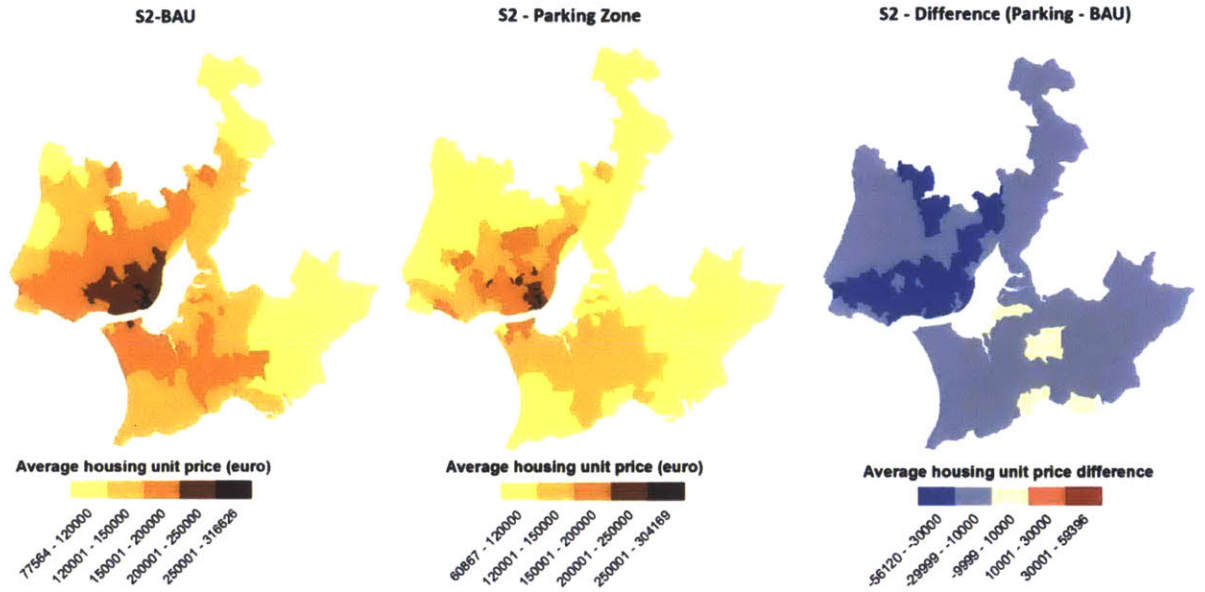 S2-BAU
S2 - Parking Zone
S2 - Difference (Parking - BAU)
Average housing unit price (euro)
77564 - 120000
120001 - 150000
150001 - 200000
200001 - 250000
250001 - 316626
Average housing unit price (euro)
60867 - 120000
120001 - 150000
150001 - 200000
200001 - 250000
250001 - 304169
Average housing unit price difference
-56120 - -30000
-29999 - -10000
-9999 - 10000
10001 - 30000
30001 - 59396